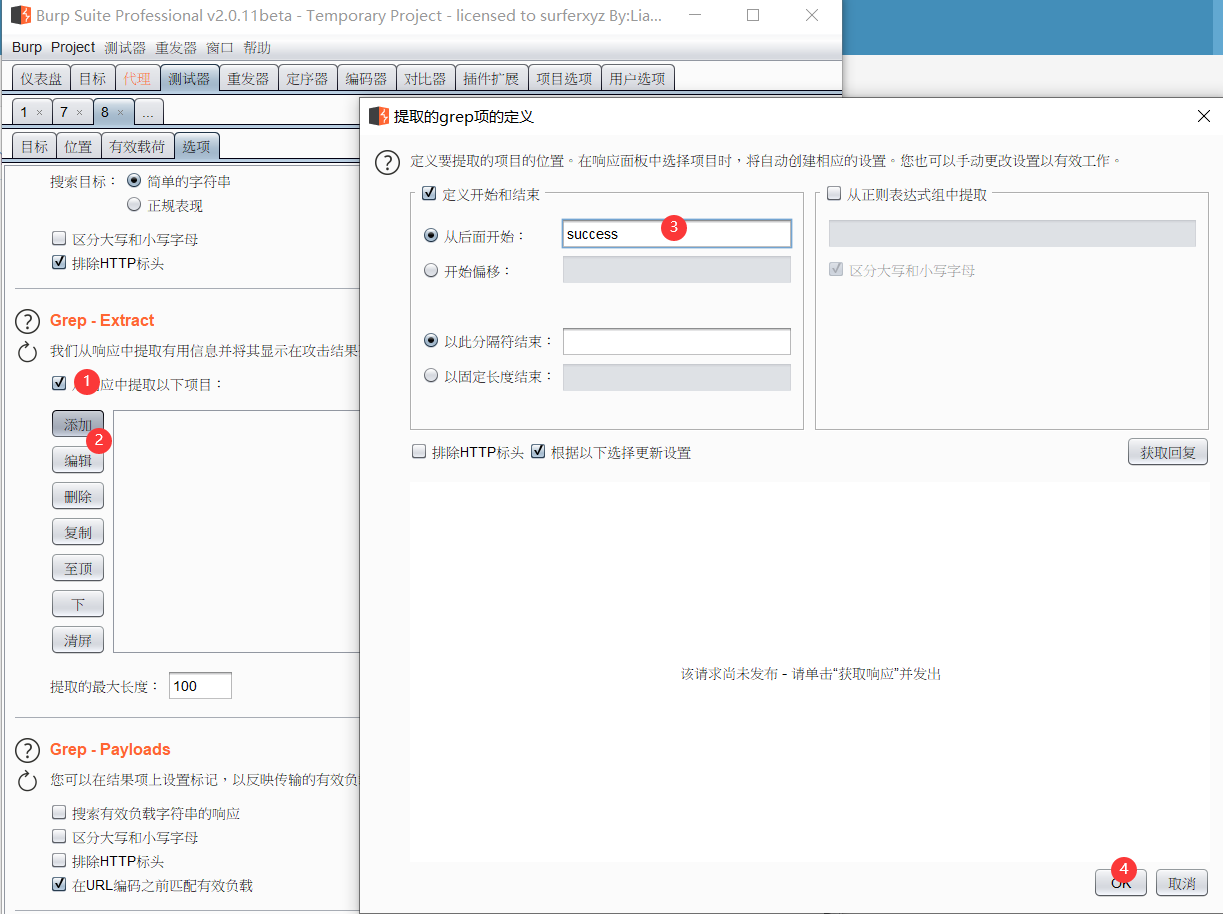 Burp Suite Professional v2.0.11beta - Temporary Project - licensed to surferxyz By:Lia...
Burp Project 测试器 重发器 窗口 帮助
仪表盘 目标 代理 测试器 重发器 定序器 编码器 对比器 插件扩展 项目选项 用户选项
1 × 7 × 8 × ...
目标 位置 有效载荷 选项
搜索目标： 简单的字符串
正规表现
区分大写和小写字母
排除HTTP标头
Grep - Extract
我们从响应中提取有用信息并将其显示在攻击结果
1
应中提取以下项目：
添加
2
编辑
删除
复制
至顶
下
清屏
提取的最大长度： 100
Grep - Payloads
您可以在结果项上设置标记，以反映传输的有效负
搜索有效负载字符串的响应
区分大写和小写字母
排除HTTP标头
在URL编码之前匹配有效负载
提取的grep项的定义
定义要提取的项目的位置。在响应面板中选择项目时，将自动创建相应的设置。您也可以手动更改设置以有效工作。
定义开始和结束
从后面开始： success 3
开始偏移：
以此分隔符结束：
以固定长度结束：
从正则表达式组中提取
区分大写和小写字母
排除HTTP标头 根据以下选择更新设置
获取回复
该请求尚未发布 - 请单击“获取响应”并发出
4
OK 取消